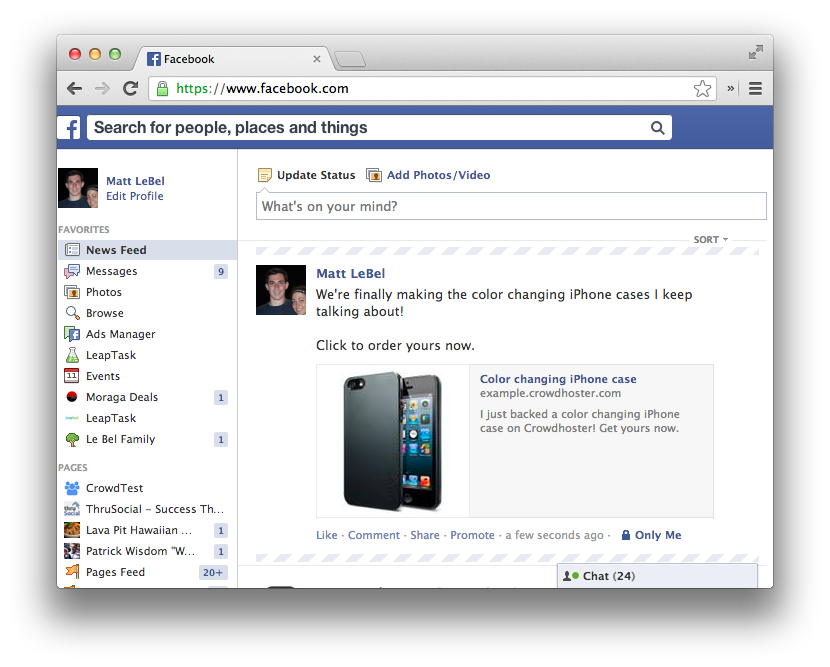 Facebook
https://www.facebook.com
Search for people, places and things
Matt LeBel
Edit Profile
FAVORITES
News Feed
Messages 9
Photos
Browse
Ads Manager
LeapTask
11 Events
Moraga Deals 1
LeapTask
Le Bel Family 1
PAGES
CrowdTest
ThruSocial – Success Th...
Lava Pit Hawaiian ... 1
Patrick Wisdom "W... 1
Pages Feed 20+
Update Status Add Photos/Video
What's on your mind?
SORT
Matt LeBel
We're finally making the color changing iPhone cases I keep
talking about!
Click to order yours now.
Color changing iPhone case
example.crowdhoster.com
I just backed a color changing iPhone
case on Crowdhoster! Get yours now.
Like · Comment · Share · Promote · a few seconds ago · Only Me
Chat (24)